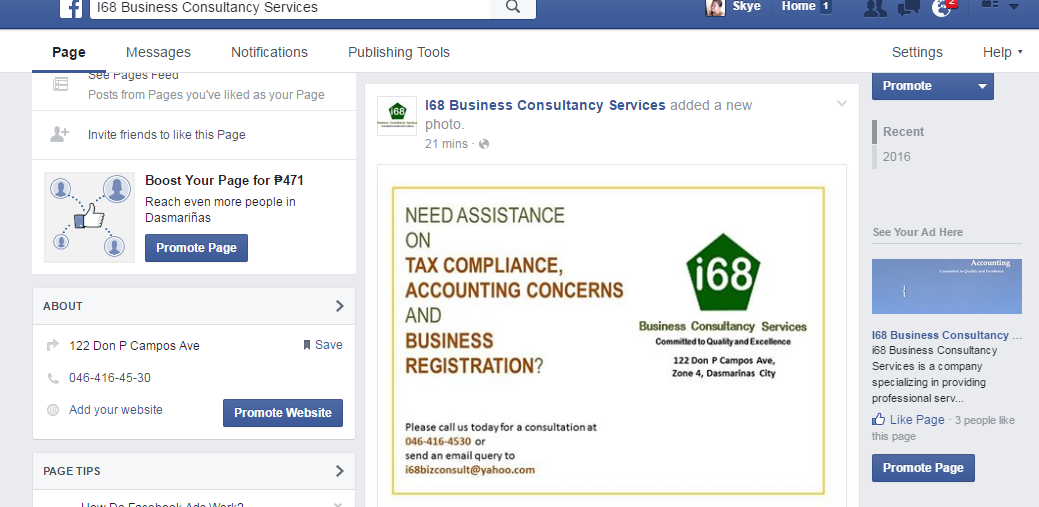 I68 Business Consultancy Services
Skye
Home 1
2
Page
Messages
Notifications
Publishing Tools
Settings
Help
See Pages Feed
Posts from Pages you've liked as your Page
Invite friends to like this Page
Boost Your Page for ₱471
Reach even more people in
Dasmariñas
Promote Page
ABOUT
122 Don P Campos Ave
Save
046-416-45-30
Add your website
Promote Website
PAGE TIPS
How Do Facebook Ads Work?
i68
I68 Business Consultancy Services added a new
photo.
21 mins ·
NEED ASSISTANCE
ON
TAX COMPLIANCE,
ACCOUNTING CONCERNS
AND
BUSINESS
REGISTRATION?
i68
Business Consultancy Services
Committed to Quality and Excellence
122 Don P Campos Ave,
Zone 4, Dasmarinas City
Please call us today for a consultation at
046-416-4530 or
send an email query to
i68bizconsult@yahoo.com
Promote
Recent
2016
See Your Ad Here
Accounting
Committed to Quality and Excellence
I68 Business Consultancy ...
i68 Business Consultancy
Services is a company
specializing in providing
professional serv...
Like Page · 3 people like
this page
Promote Page